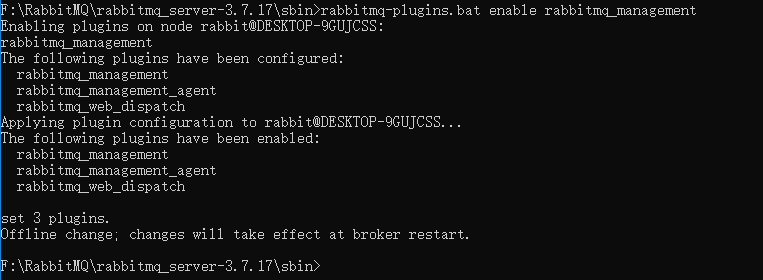 F:\RabbitMQ\rabbitmq_server-3.7.17\sbin>rabbitmq-plugins.bat enable rabbitmq_management
Enabling plugins on node rabbit@DESKTOP-9GUJCSS:
rabbitmq_management
The following plugins have been configured:
  rabbitmq_management
  rabbitmq_management_agent
  rabbitmq_web_dispatch
Applying plugin configuration to rabbit@DESKTOP-9GUJCSS...
The following plugins have been enabled:
  rabbitmq_management
  rabbitmq_management_agent
  rabbitmq_web_dispatch

set 3 plugins.
Offline change; changes will take effect at broker restart.

F:\RabbitMQ\rabbitmq_server-3.7.17\sbin>